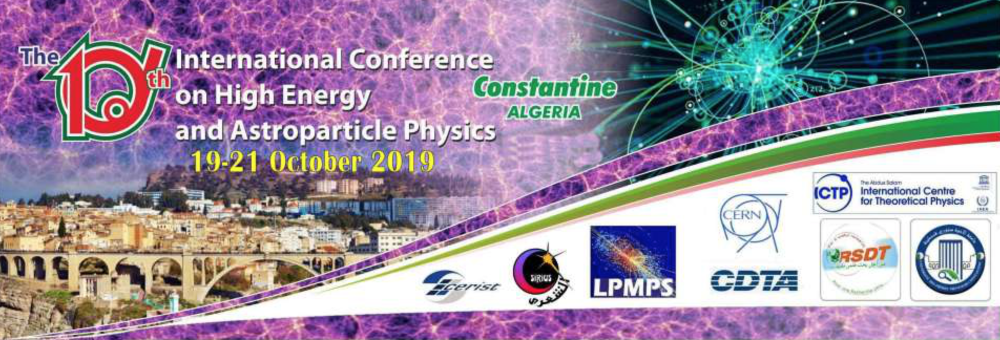 The 10th
International Conference
on High Energy
and Astroparticle Physics
19-21 October 2019
Constantine
ALGERIA
cerist
SIRIUS
الشعرى
LPMPS
CERN
CDTA
ICTP
The Abdus Salam
International Centre
for Theoretical Physics
RSDT